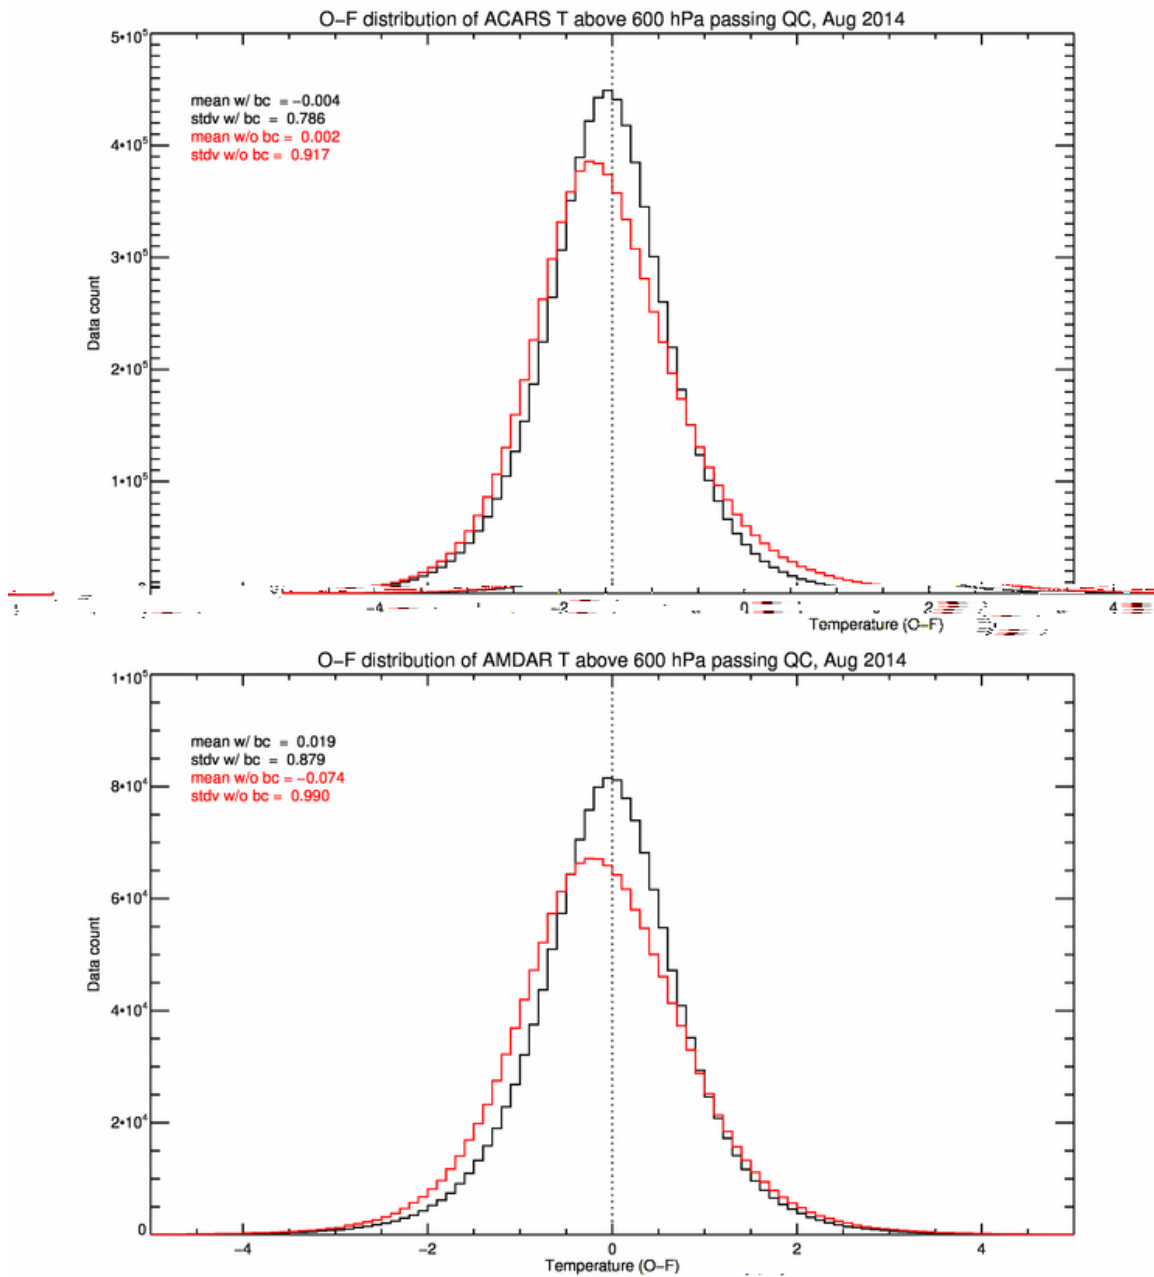 O−F distribution of ACARS T above 600 hPa passing QC, Aug 2014
5•10⁵
mean w/ bc = −0.004
stdv w/ bc = 0.786
mean w/o bc = 0.002
stdv w/o bc = 0.917
4•10⁵
3•10⁵
Data count
2•10⁵
1•10⁵
−4 −2 0 2 4
Temperature (O−F)
O−F distribution of AMDAR T above 600 hPa passing QC, Aug 2014
1•10⁵
mean w/ bc = 0.019
stdv w/ bc = 0.879
mean w/o bc = −0.074
stdv w/o bc = 0.990
8•10⁴
6•10⁴
Data count
4•10⁴
2•10⁴
0
−4 −2 0 2 4
Temperature (O−F)